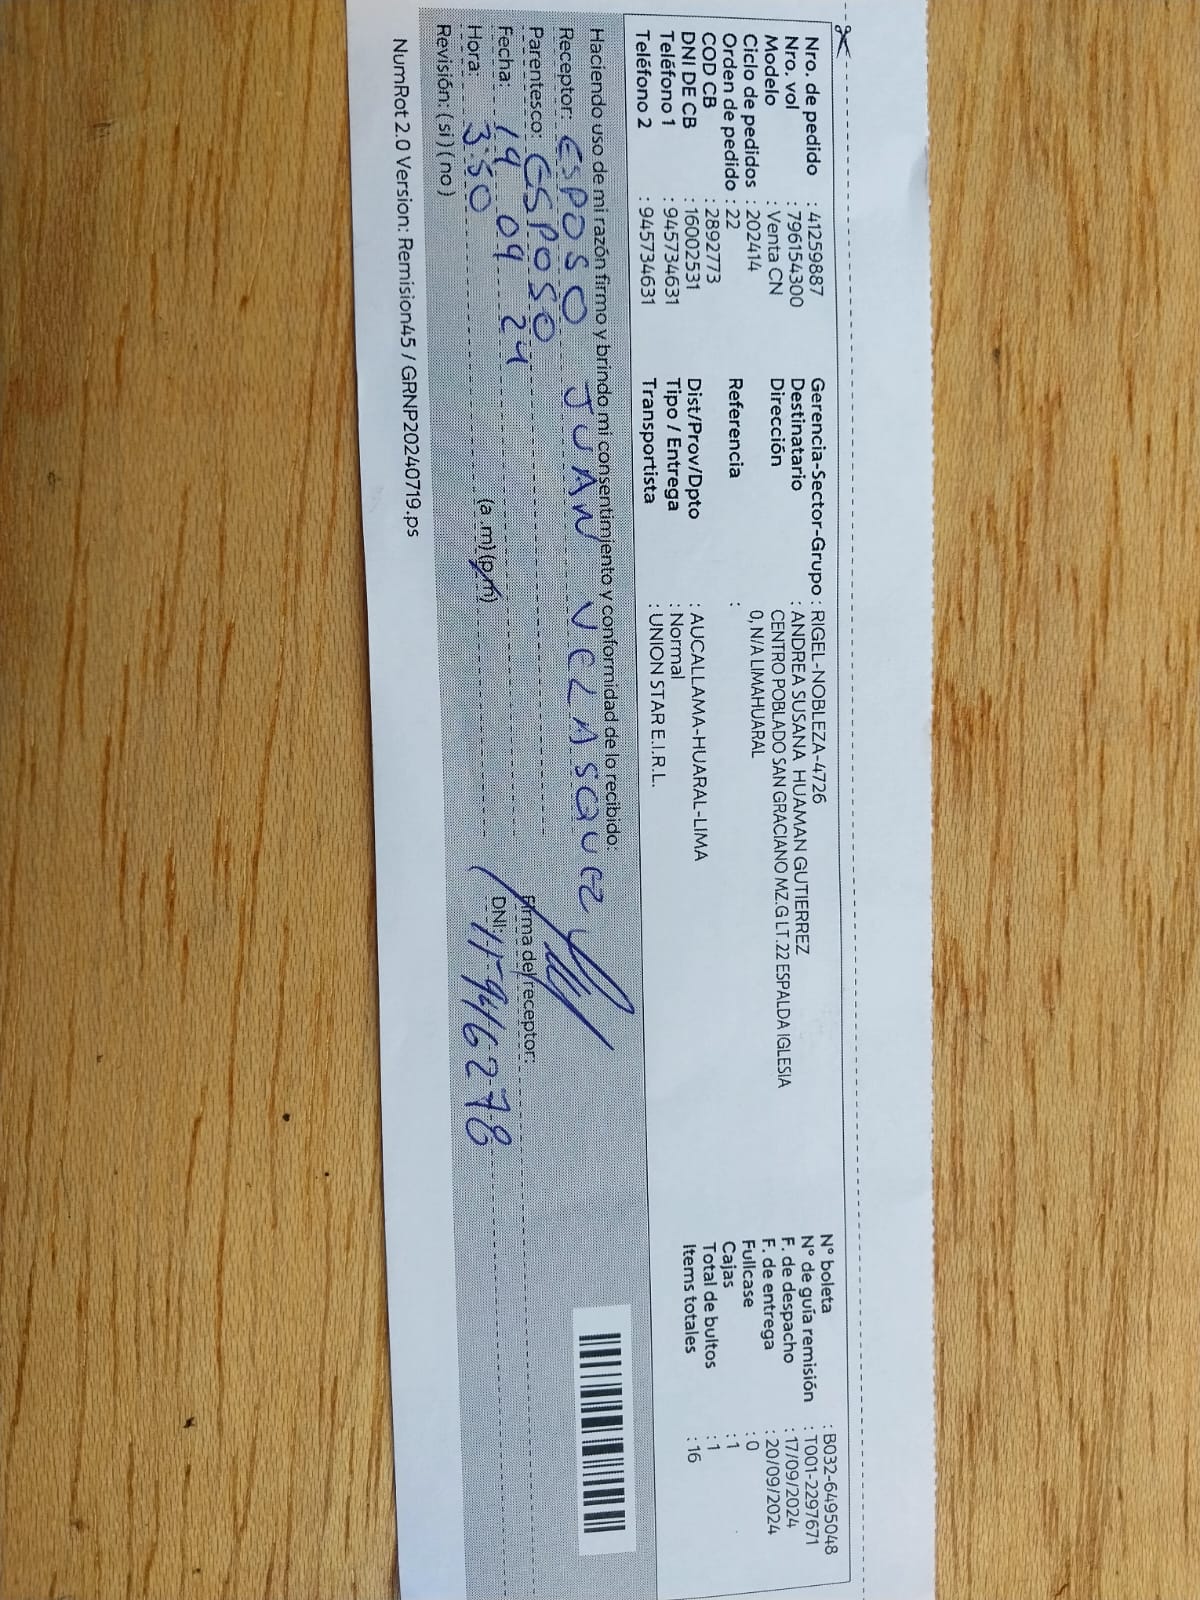 Nro. de pedido : 41259887
Nro. vol : 796154300
Modelo : Venta CN
Ciclo de pedidos : 202414
Orden de pedido : 22
COD CB : 2892773
DNI DE CB : 16002531
Teléfono 1 : 945734631
Teléfono 2 : 945734631
Gerencia-Sector-Grupo : RIGEL-NOBLEZA-4726
Destinatario : ANDREA SUSANA HUAMAN GUTIERREZ
Dirección CENTRO POBLADO SAN GRACIANO MZ.G LT.22 ESPALDA IGLESIA
0, N/A LIMAHUARAL
Referencia :
Dist/Prov/Dpto : AUCALLAMA-HUARAL-LIMA
Tipo / Entrega : Normal
Transportista : UNION STAR E.I.R.L.
N° boleta : B032-6495048
N° de guía remisión : T001-2297671
F. de despacho : 17/09/2024
F. de entrega : 20/09/2024
Fullcase : 0
Cajas : 1
Total de bultos : 1
Items totales : 16
Haciendo uso de mi razón firmo y brindo mi consentimiento y conformidad de lo recibido:
Receptor: ESPOSO JUAN VELASQUEZ
Parentesco: ESPOSO
Firma del receptor:
Fecha: 19 09 24
DNI:
Hora: 3:50 (a.m) (p.m)
Revisión: (si) (no)
NumRot 2.0 Version: Remision45 / GRNP20240719.ps